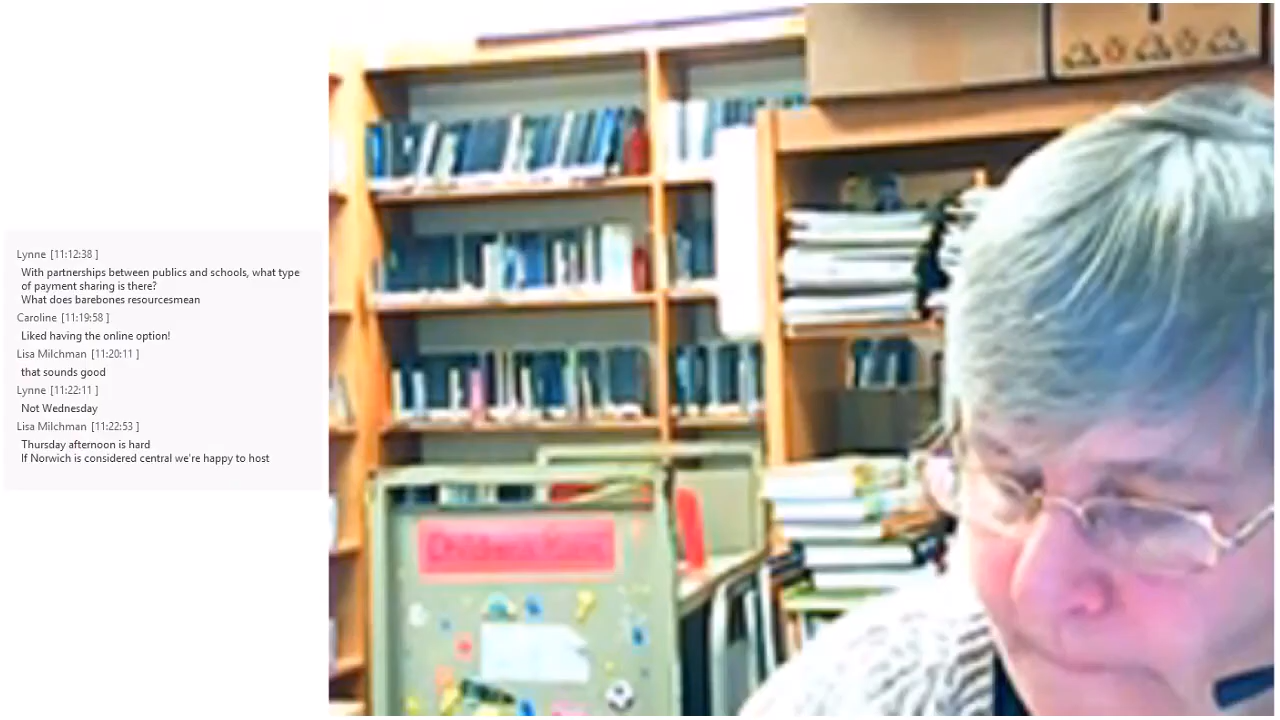 Lynne [11:12:38 ]
With partnerships between publics and schools, what type
of payment sharing is there?
What does barebones resourcesmean
Caroline [11:19:58 ]
Liked having the online option!
Lisa Milchman [11:20:11 ]
that sounds good
Lynne [11:22:11 ]
Not Wednesday
Lisa Milchman [11:22:53 ]
Thursday afternoon is hard
If Norwich is considered central we're happy to host